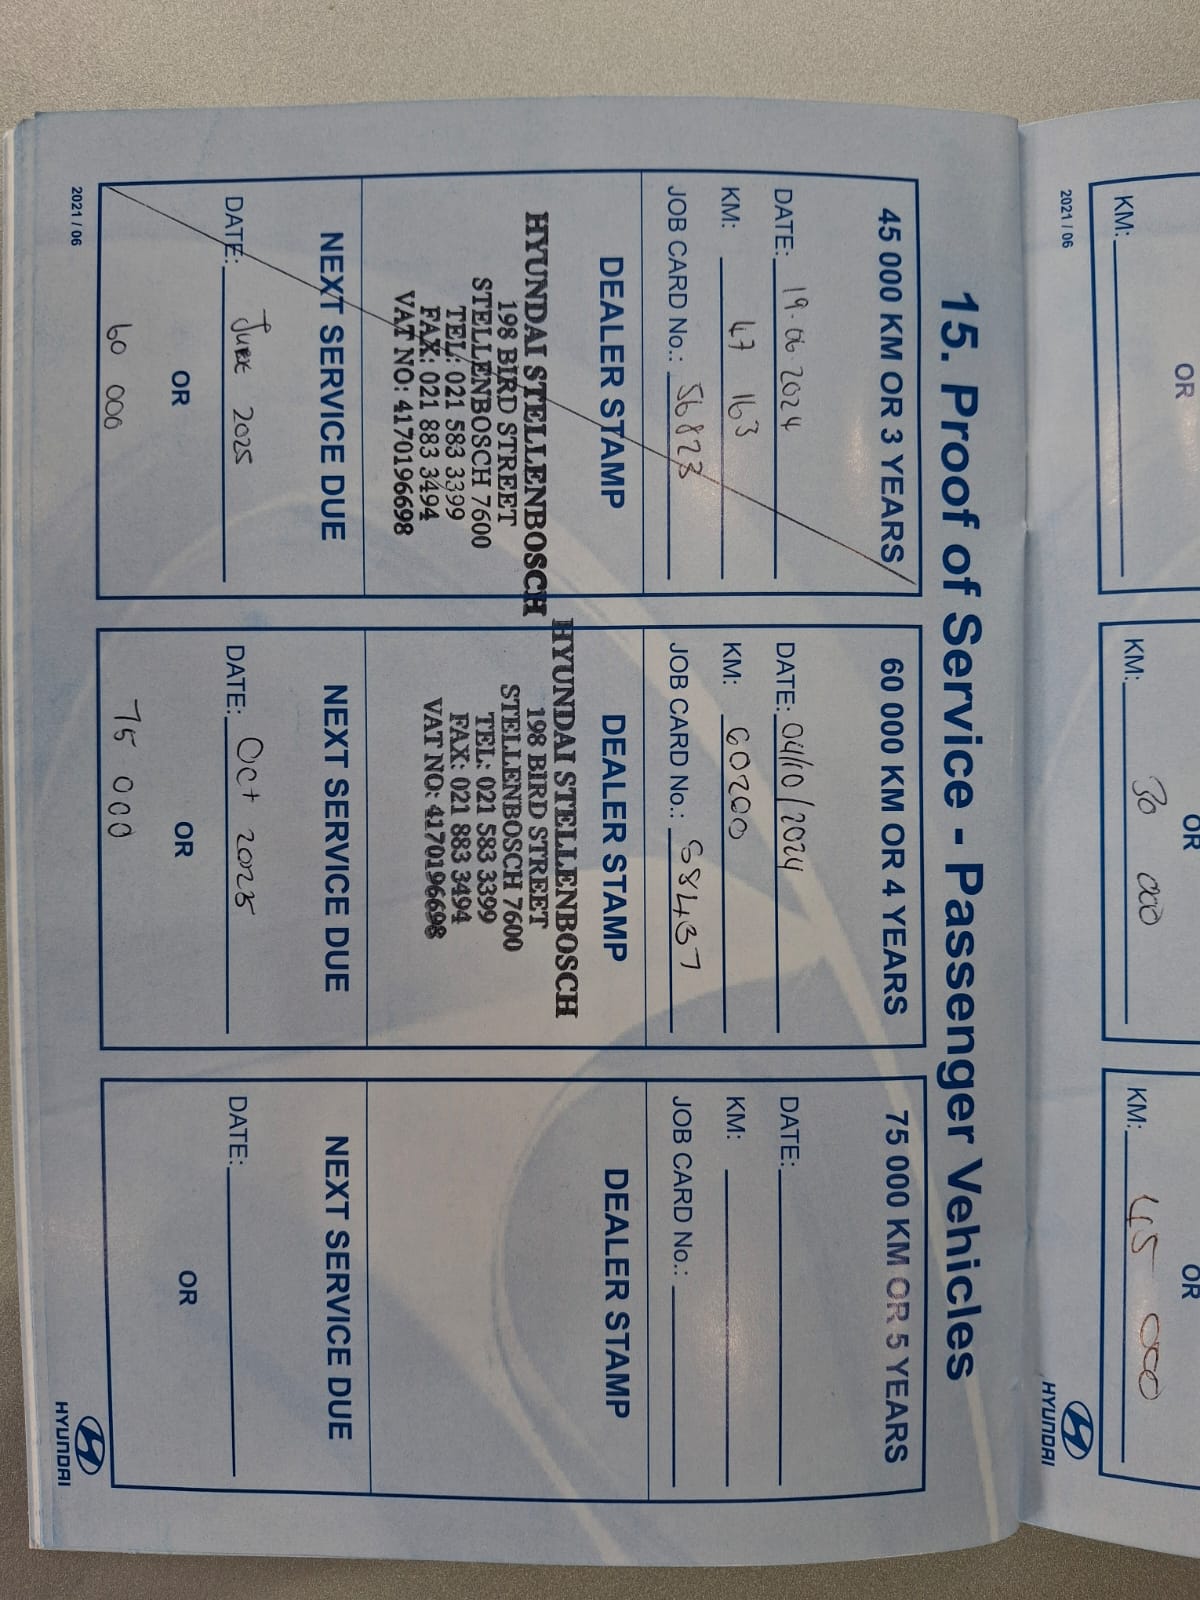 KM:
OR
2021 / 06
KM: 30 000
OR
KM: 45 000
OR
HYUNDAI
15. Proof of Service - Passenger Vehicles
45 000 KM OR 3 YEARS
DATE: 19-06 2024
KM: 47 163
JOB CARD No.: 56823
DEALER STAMP
HYUNDAI STELLENBOSCH
198 BIRD STREET
STELLENBOSCH 7600
TEL: 021 583 3399
FAX: 021 883 3494
VAT NO: 4170196698
NEXT SERVICE DUE
DATE: June 2025
OR
60 000
2021 / 06
60 000 KM OR 4 YEARS
DATE: 04/10/2024
KM: 60200
JOB CARD No.: 58437
DEALER STAMP
HYUNDAI STELLENBOSCH
198 BIRD STREET
STELLENBOSCH 7600
TEL: 021 583 3399
FAX: 021 883 3494
VAT NO: 4170196698
NEXT SERVICE DUE
DATE: Oct 2025
OR
75 000
75 000 KM OR 5 YEARS
DATE:
KM:
JOB CARD No.:
DEALER STAMP
NEXT SERVICE DUE
DATE:
OR
HYUNDAI